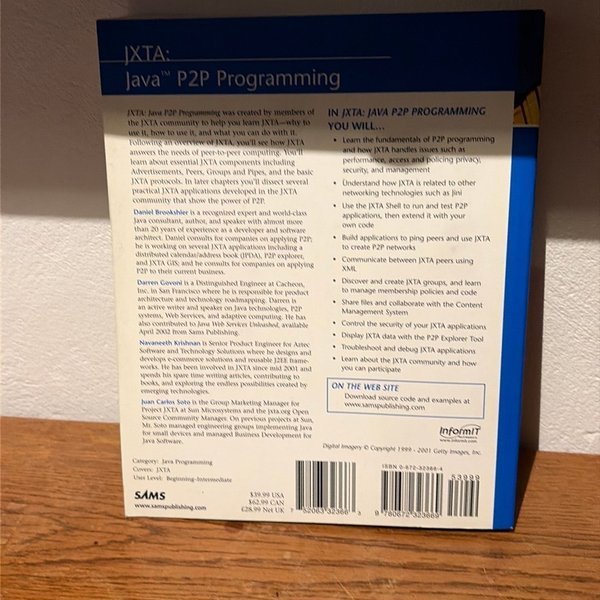 JXTA:
Java™ P2P Programming
JXTA: Java P2P Programming was created by members of
the JXTA community to help you learn JXTA—why to
use it, how to use it, and what you can do with it.
Following an overview of JXTA, you'll see how JXTA
answers the needs of peer-to-peer computing. You'll
learn about essential JXTA components including
Advertisements, Peers, Groups and Pipes, and the basic
JXTA protocols. In later chapters you'll dissect several
practical JXTA applications developed in the JXTA
community that show the power of P2P.
Daniel Brookshier is a recognized expert and world-class
Java consultant, author, and speaker with almost more
than 20 years of experience as a developer and software
architect. Daniel consults for companies on applying P2P;
he is working on several JXTA applications including a
distributed calendar/address book (JPDA), P2P explorer,
and JXTA GIS; and he consults for companies on applying
P2P to their current business.
Darren Govoni is a Distinguished Engineer at Cacheon,
Inc. in San Francisco where he is responsible for product
architecture and technology roadmapping. Darren is
an active writer and speaker on Java technologies, P2P
systems, Web Services, and adaptive computing. He has
also contributed to Java Web Services Unleashed, available
April 2002 from Sams Publishing.
Navaneeth Krishnan is Senior Product Engineer for Aztec
Software and Technology Solutions where he designs and
develops e-commerce solutions and reusable J2EE frame-
works. He has been involved in JXTA since mid 2001 and
spends his spare time writing articles, contributing to
books, and exploring the endless possibilities created by
emerging technologies.
Juan Carlos Soto is the Group Marketing Manager for
Project JXTA at Sun Microsystems and the jxta.org Open
Source Community Manager. On previous projects at Sun,
Mr. Soto managed engineering groups implementing Java
for small devices and managed Business Development for
Java Software.
IN JXTA: JAVA P2P PROGRAMMING
YOU WILL...
• Learn the fundamentals of P2P programming
and how JXTA handles issues such as
performance, access and policing privacy,
security, and management
• Understand how JXTA is related to other
networking technologies such as Jini
• Use the JXTA Shell to run and test P2P
applications, then extend it with your
own code
• Build applications to ping peers and use JXTA
to create P2P networks
• Communicate between JXTA peers using
XML
• Discover and create JXTA groups, and learn
to manage membership policies and code
• Share files and collaborate with the Content
Management System
• Control the security of your JXTA applications
• Display JXTA data with the P2P Explorer Tool
• Troubleshoot and debug JXTA applications
• Learn about the JXTA community and how
you can participate
ON THE WEB SITE
Download source code and examples at
www.samspublishing.com
InformIT
www.informit.com
Digital Imagery © Copyright 1999 - 2001 Getty Images, Inc.
Category: Java Programming
Covers: JXTA
User Level: Beginning–Intermediate
SAMS
www.samspublishing.com
$39.99 USA
$62.99 CAN
£28.99 Net UK
7 52063 32366 3
ISBN 0-672-32366-4
53999
9 780672 323669